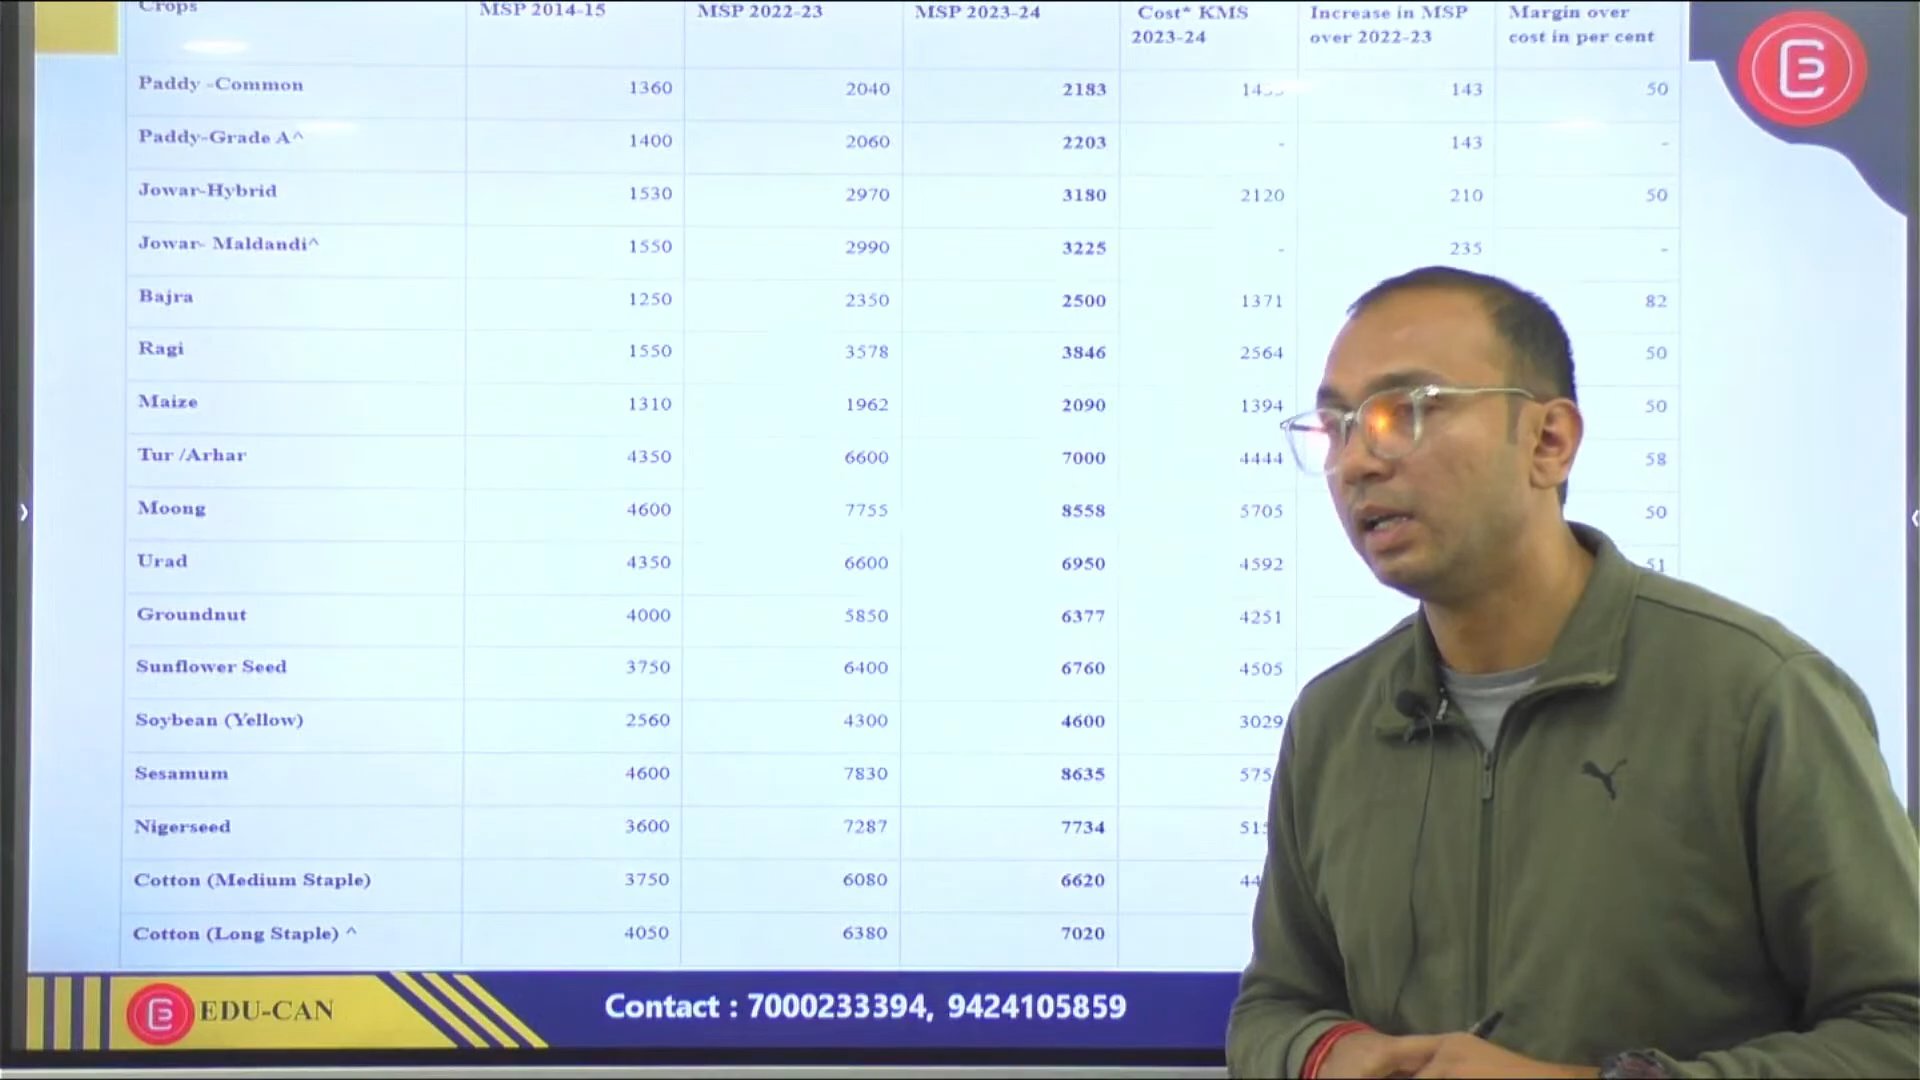 Crops MSP 2014-15 MSP 2022-23 MSP 2023-24 Cost* KMS 2023-24 Increase in MSP over 2022-23 Margin over cost in per cent
Paddy -Common 1360 2040 2183 143 50
Paddy-Grade A^ 1400 2060 2203 - 143 -
Jowar-Hybrid 1530 2970 3180 2120 210 50
Jowar- Maldandi^ 1550 2990 3225 - 235 -
Bajra 1250 2350 2500 1371 82
Ragi 1550 3578 3846 2564 50
Maize 1310 1962 2090 1394 50
Tur /Arhar 4350 6600 7000 4444 58
Moong 4600 7755 8558 5705 50
Urad 4350 6600 6950 4592 51
Groundnut 4000 5850 6377 4251
Sunflower Seed 3750 6400 6760 4505
Soybean (Yellow) 2560 4300 4600 3029
Sesamum 4600 7830 8635
Nigerseed 3600 7287 7734
Cotton (Medium Staple) 3750 6080 6620
Cotton (Long Staple) ^ 4050 6380 7020
EDU-CAN Contact : 7000233394, 9424105859